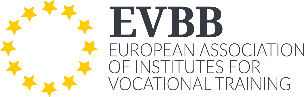 EVBB
EUROPEAN ASSOCIATION
OF INSTITUTES FOR
VOCATIONAL TRAINING